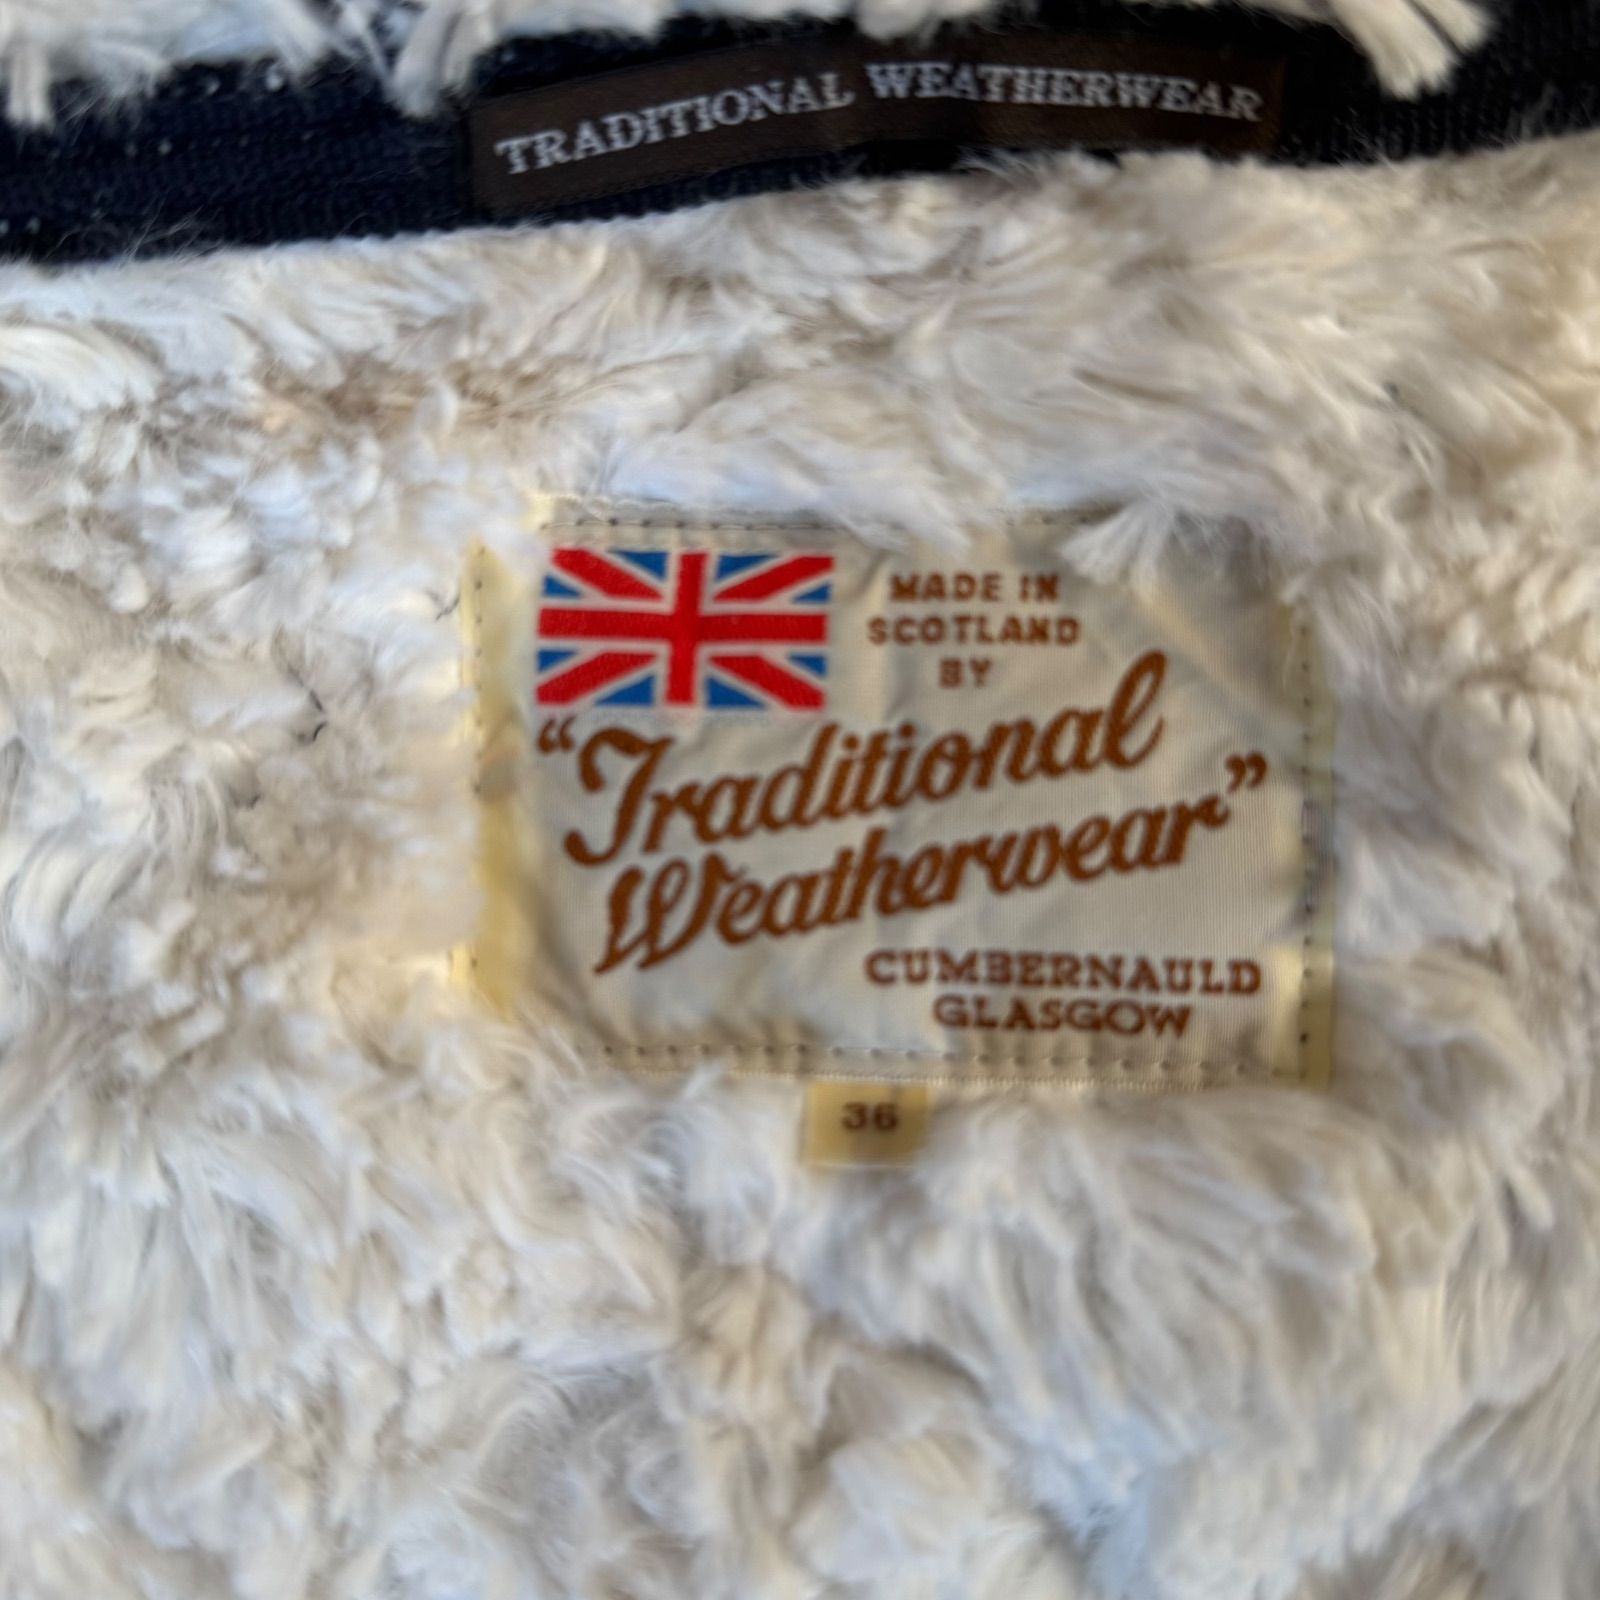 TRADITIONAL WEATHERWEAR
MADE IN
SCOTLAND
BY
“Traditional
Weatherwear”
CUMBERNAULD
GLASGOW
36